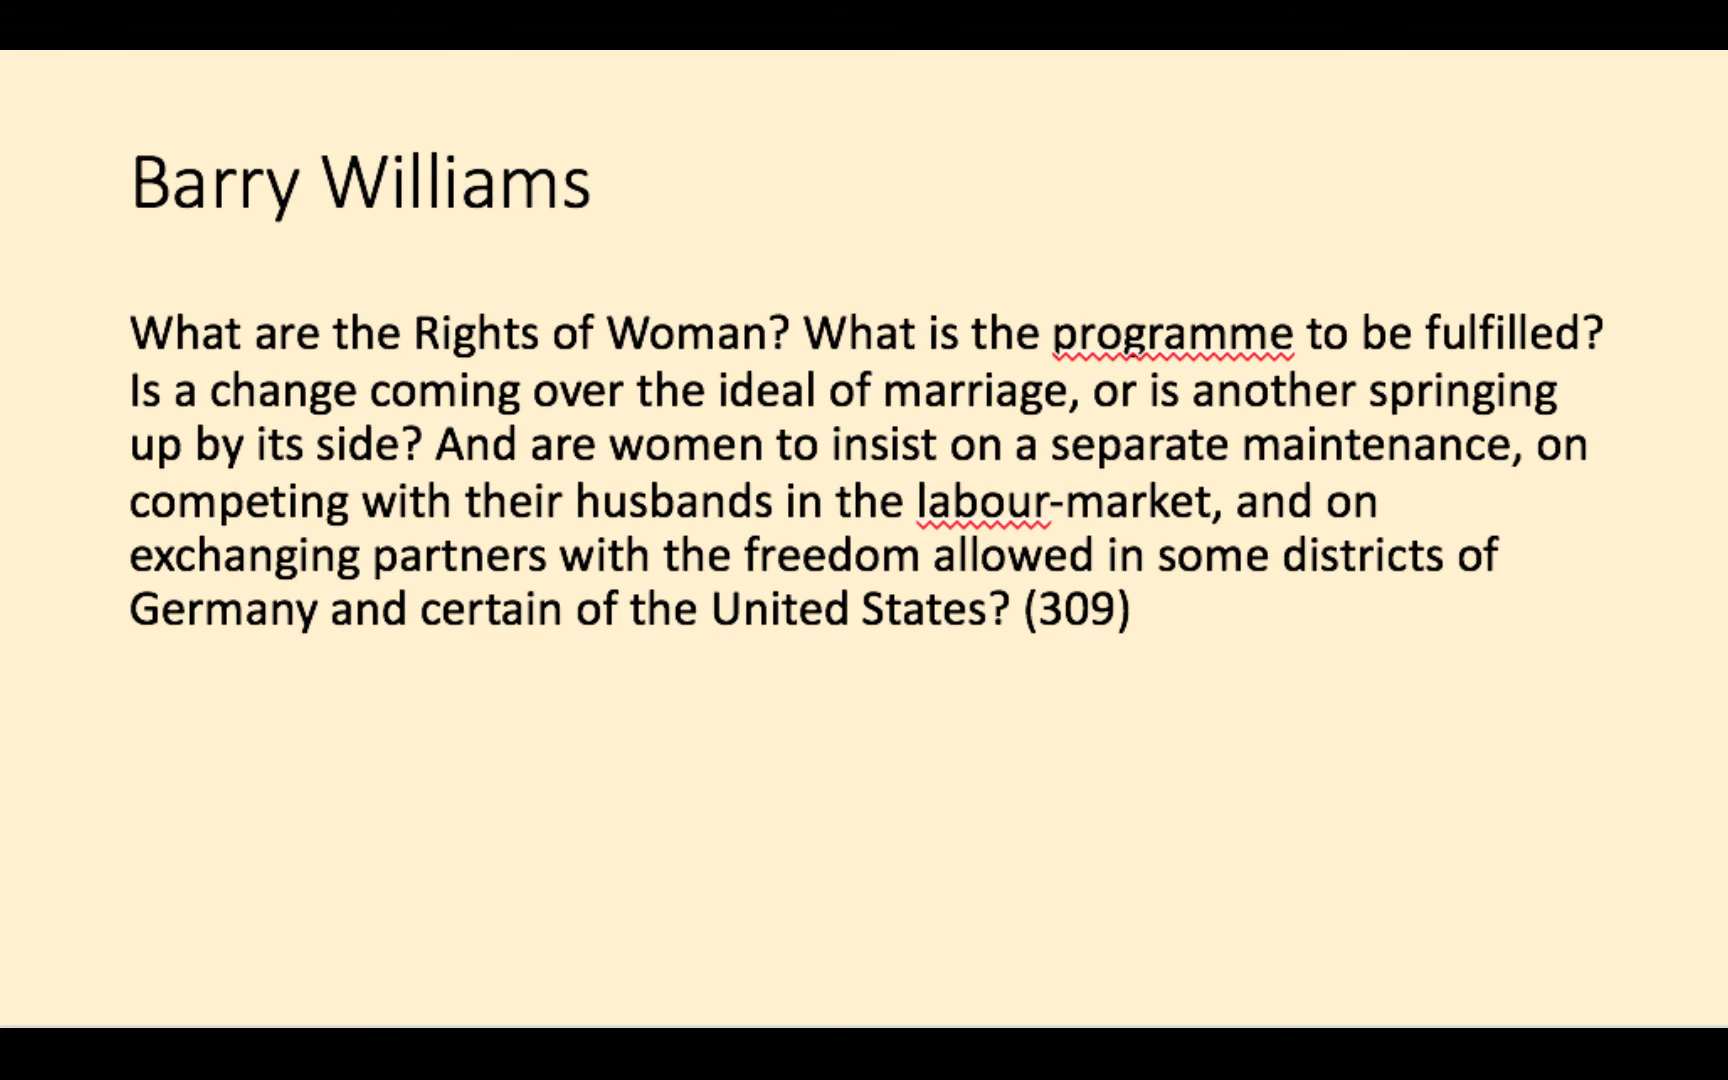 Barry Williams
What are the Rights of Woman? What is the programme to be fulfilled?
Is a change coming over the ideal of marriage, or is another springing
up by its side? And are women to insist on a separate maintenance, on
competing with their husbands in the labour-market, and on
exchanging partners with the freedom allowed in some districts of
Germany and certain of the United States? (309)